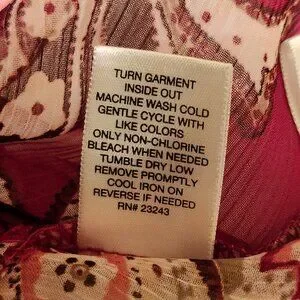 TURN GARMENT
INSIDE OUT
MACHINE WASH COLD
GENTLE CYCLE WITH
LIKE COLORS
ONLY NON-CHLORINE
BLEACH WHEN NEEDED
TUMBLE DRY LOW
REMOVE PROMPTLY
COOL IRON ON
REVERSE IF NEEDED
RN# 23243